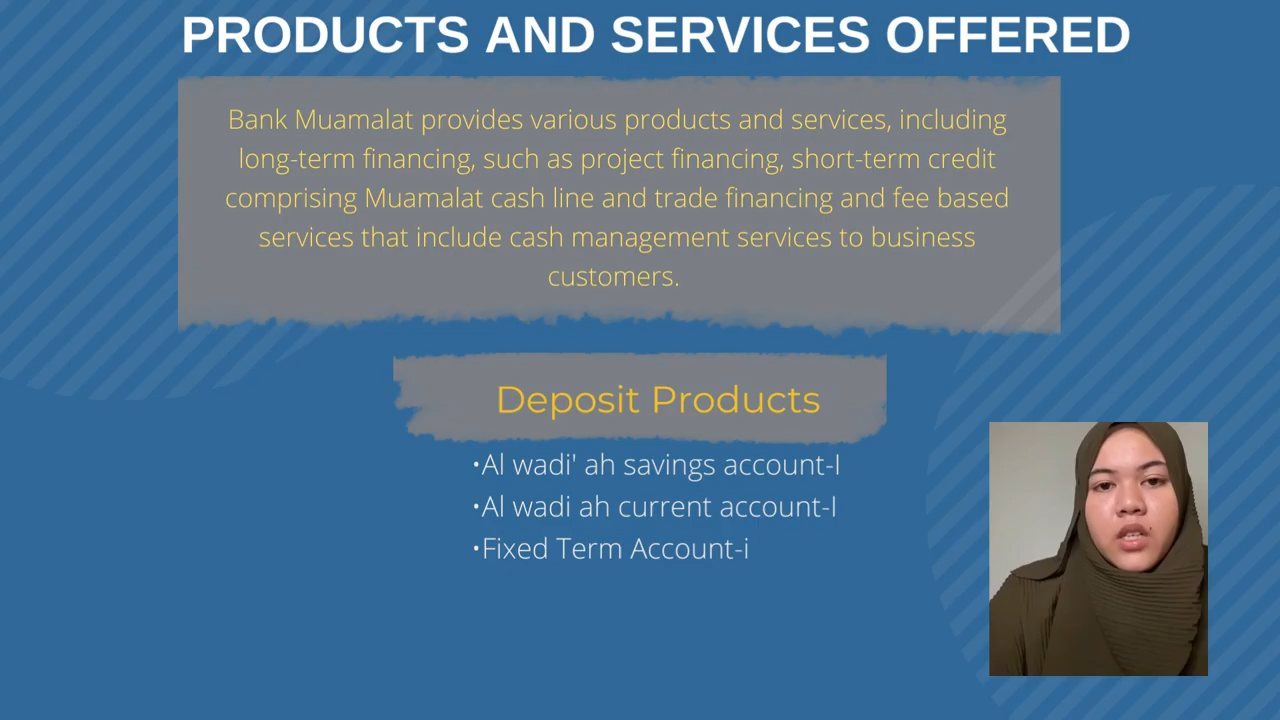 PRODUCTS AND SERVICES OFFERED
Bank Muamalat provides various products and services, including
long-term financing, such as project financing, short-term credit
comprising Muamalat cash line and trade financing and fee based
services that include cash management services to business
customers.
Deposit Products
•Al wadi' ah savings account-I
•Al wadi ah current account-I
•Fixed Term Account-i